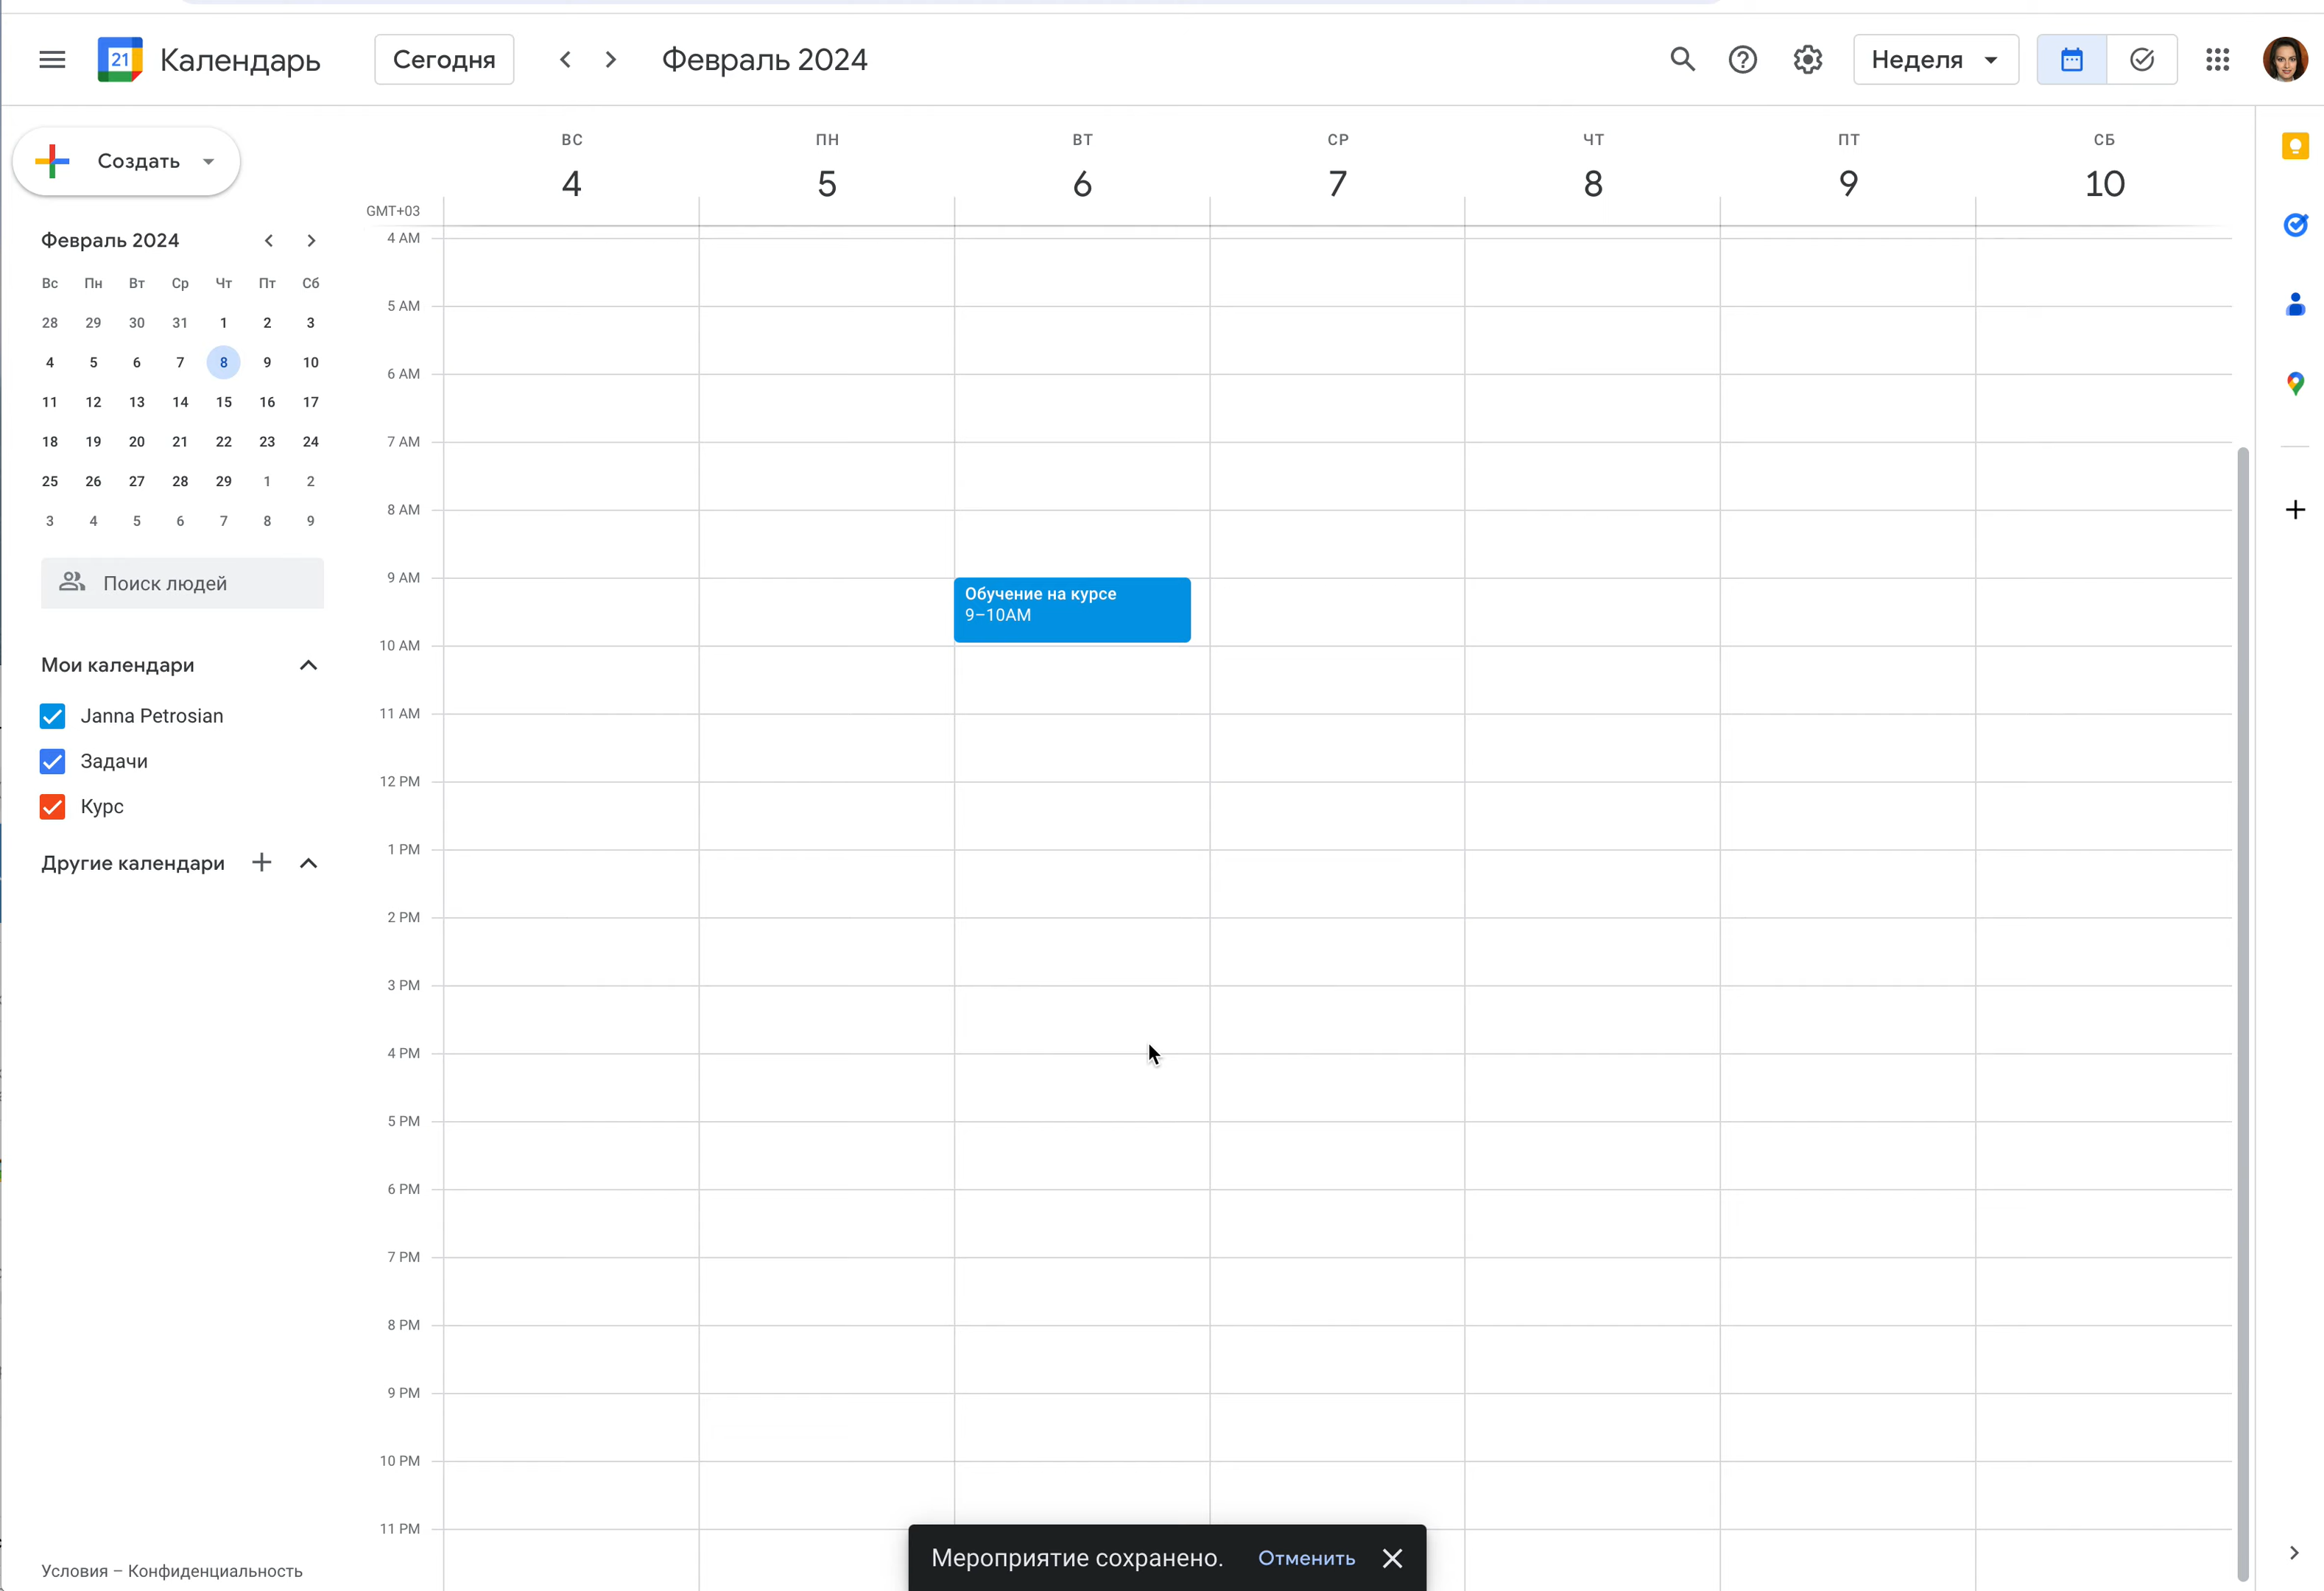 21 Календарь Сегодня Февраль 2024 Неделя
Создать
ВС ПН ВТ СР ЧТ ПТ СБ
4 5 6 7 8 9 10
GMT+03
Февраль 2024
Вс Пн Вт Ср Чт Пт Сб
28 29 30 31 1 2 3
4 5 6 7 8 9 10
11 12 13 14 15 16 17
18 19 20 21 22 23 24
25 26 27 28 29 1 2
3 4 5 6 7 8 9
Поиск людей
Мои календари
Janna Petrosian
Задачи
Курс
Другие календари
Условия – Конфиденциальность
4 AM
5 AM
6 AM
7 AM
8 AM
9 AM
Обучение на курсе
9–10AM
10 AM
11 AM
12 PM
1 PM
2 PM
3 PM
4 PM
5 PM
6 PM
7 PM
8 PM
9 PM
10 PM
11 PM
Мероприятие сохранено. Отменить